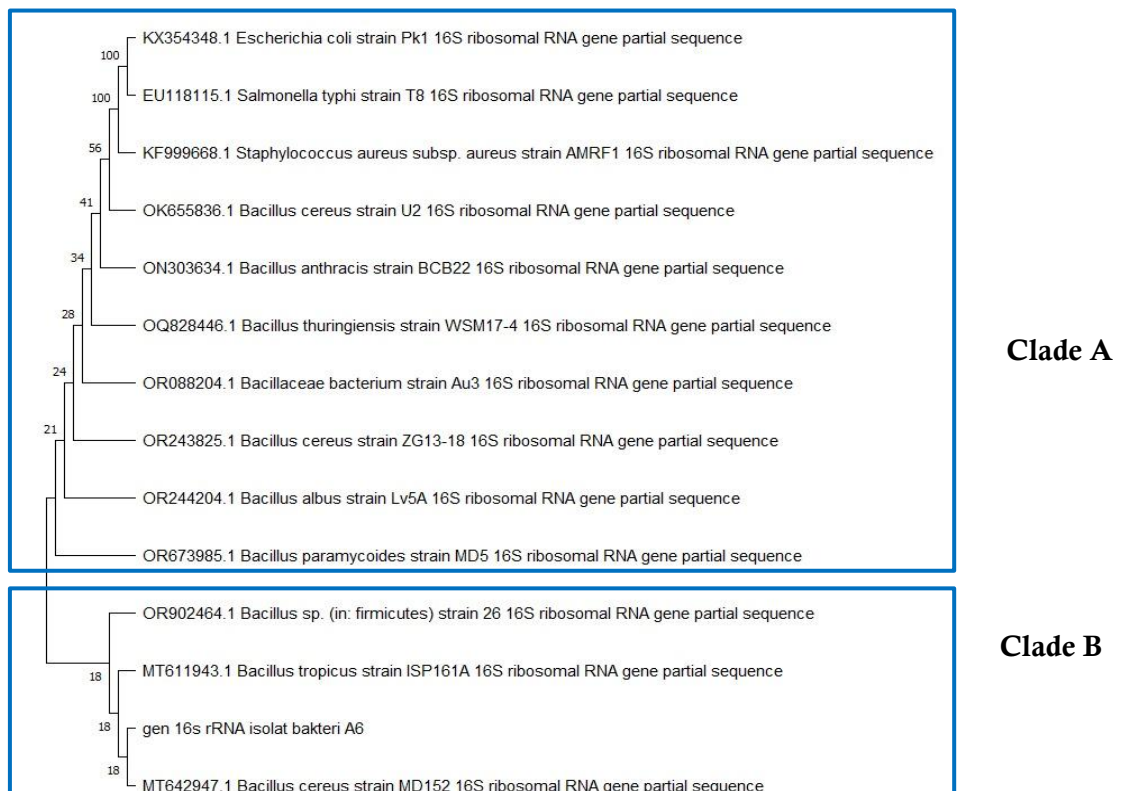 KX354348.1 Escherichia coli strain Pk1 16S ribosomal RNA gene partial sequence
100
EU118115.1 Salmonella typhi strain T8 16S ribosomal RNA gene partial sequence
100
KF999668.1 Staphylococcus aureus subsp. aureus strain AMRF1 16S ribosomal RNA gene partial sequence
56
OK655836.1 Bacillus cereus strain U2 16S ribosomal RNA gene partial sequence
41
ON303634.1 Bacillus anthracis strain BCB22 16S ribosomal RNA gene partial sequence
34
OQ828446.1 Bacillus thuringiensis strain WSM17-4 16S ribosomal RNA gene partial sequence
28
Clade A
OR088204.1 Bacillaceae bacterium strain Au3 16S ribosomal RNA gene partial sequence
24
OR243825.1 Bacillus cereus strain ZG13-18 16S ribosomal RNA gene partial sequence
21
OR244204.1 Bacillus albus strain Lv5A 16S ribosomal RNA gene partial sequence
OR673985.1 Bacillus paramycoides strain MD5 16S ribosomal RNA gene partial sequence
OR902464.1 Bacillus sp. (in: firmicutes) strain 26 16S ribosomal RNA gene partial sequence
Clade B
MT611943.1 Bacillus tropicus strain ISP161A 16S ribosomal RNA gene partial sequence
18
gen 16s rRNA isolat bakteri A6
18
MT642947.1 Bacillus cereus strain MD152 16S ribosomal RNA gene partial sequence
18